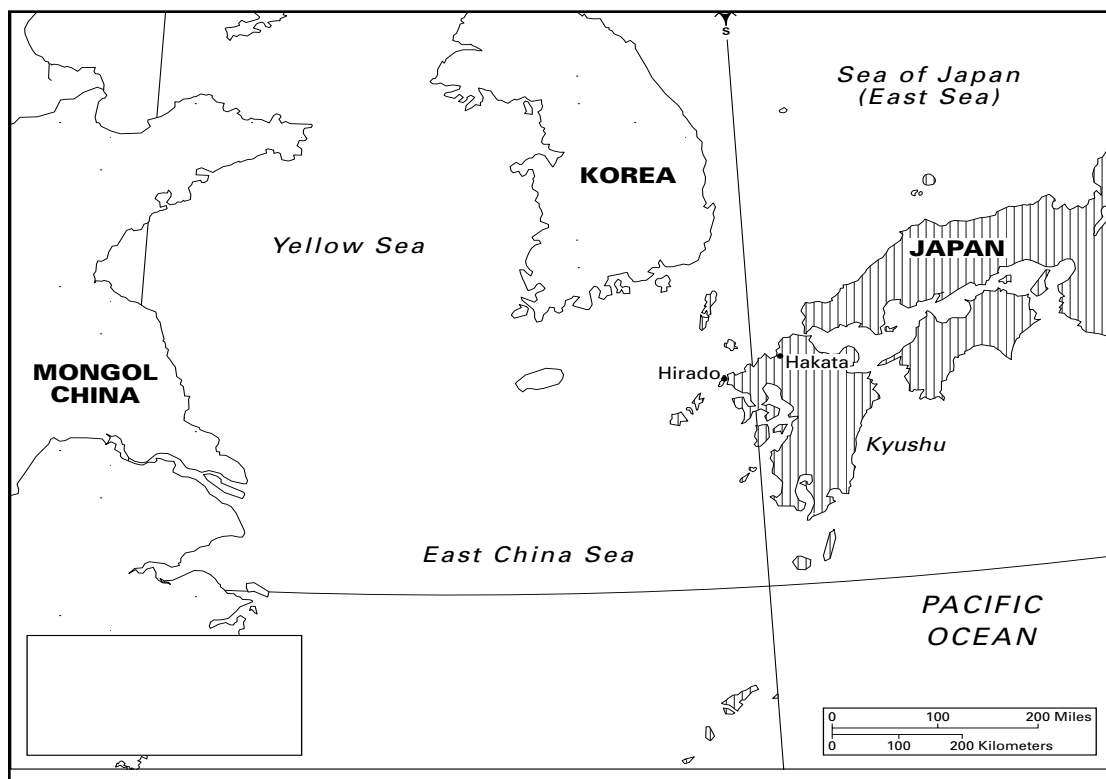 S
Sea of Japan
(East Sea)
KOREA
Yellow Sea
JAPAN
MONGOL
CHINA
Hirado
Hakata
Kyushu
East China Sea
PACIFIC
OCEAN
0 100 200 Miles
0 100 200 Kilometers